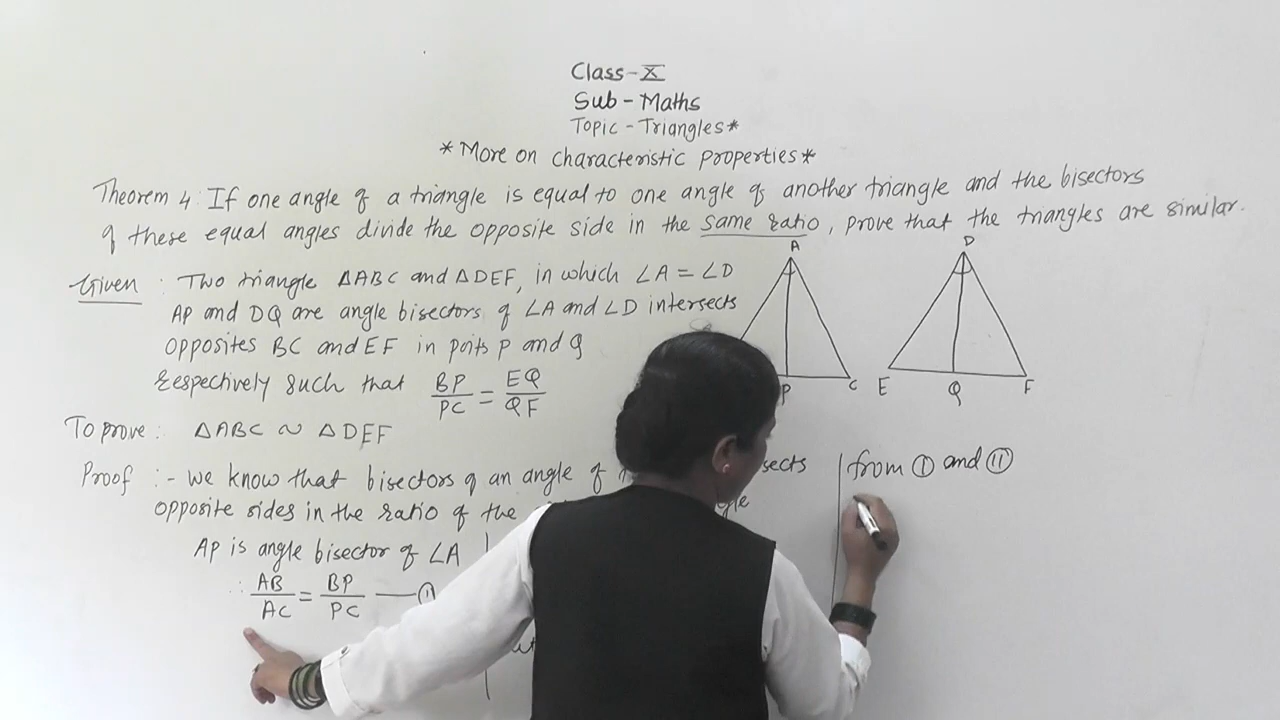 Class-X
Sub-Maths
Topic-Triangles*
*More on characteristic properties*
Theorem 4: If one angle of a triangle is equal to one angle of another triangle and the bisectors
of these equal angles divide the opposite side in the same ratio, prove that the triangles are similar.
Given : Two triangle ΔABC and ΔDEF, in which ∠A = ∠D
AP and DQ are angle bisectors of ∠A and ∠D intersects
opposites BC and EF in poits P and Q
respectively such that BP/PC = EQ/QF
To prove: ΔABC ~ ΔDEF
Proof :- we know that bisectors of an angle of sects
opposite sides in the ratio of the
AP is angle bisector of ∠A
∴ AB/AC = BP/PC —(I)
A
P
C
D
E
Q
F
from (I) and (II)